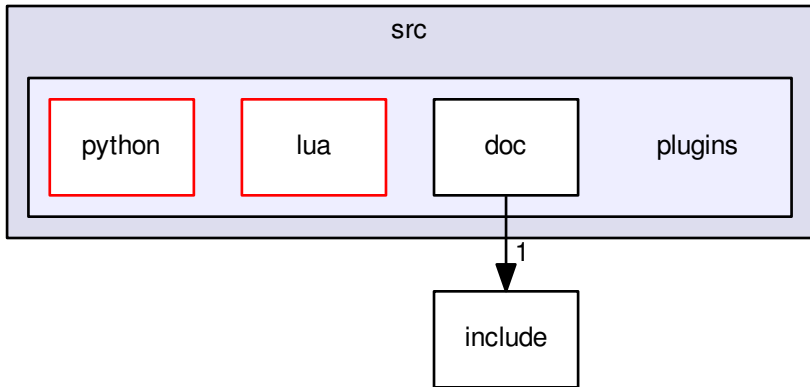 src
python
lua
doc
plugins
1
include